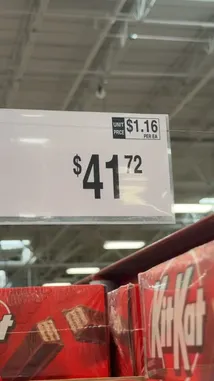 UNIT PRICE $1.16 PER EA
$41.72
KitKat